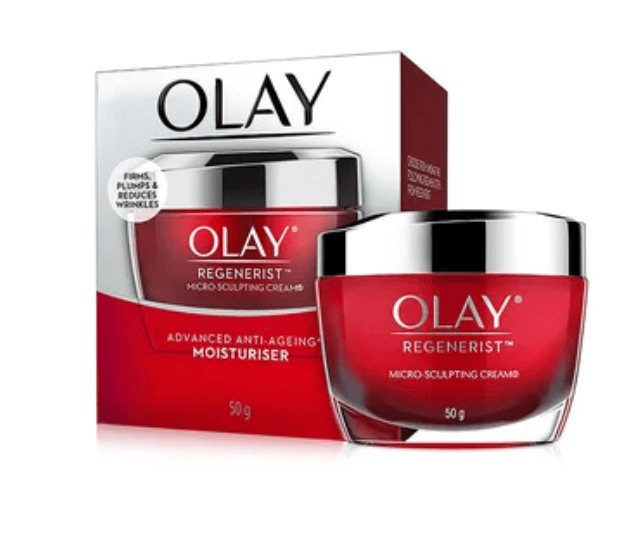 OLAY
FIRMS,
PLUMPS &
REDUCES
WRINKLES
OLAY®
REGENERIST™
MICRO-SCULPTING CREAM
ADVANCED ANTI-AGEING
MOISTURISER
50 g
OLAY®
REGENERIST™
MICRO-SCULPTING CREAM
50 g